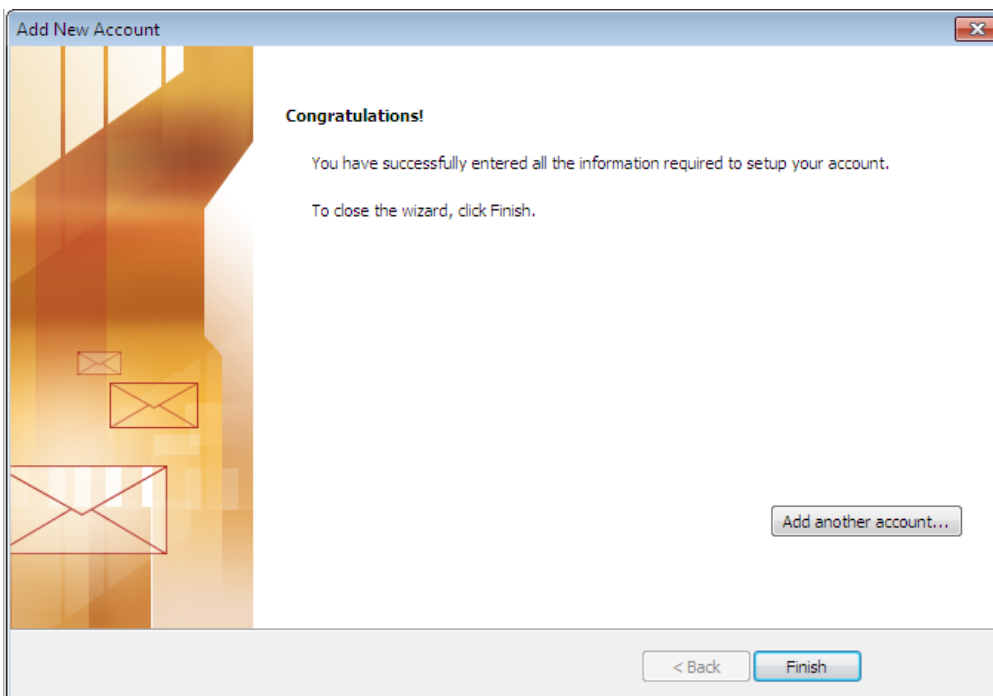 Add New Account
Congratulations!
You have successfully entered all the information required to setup your account.
To close the wizard, click Finish.
Add another account...
< Back
Finish